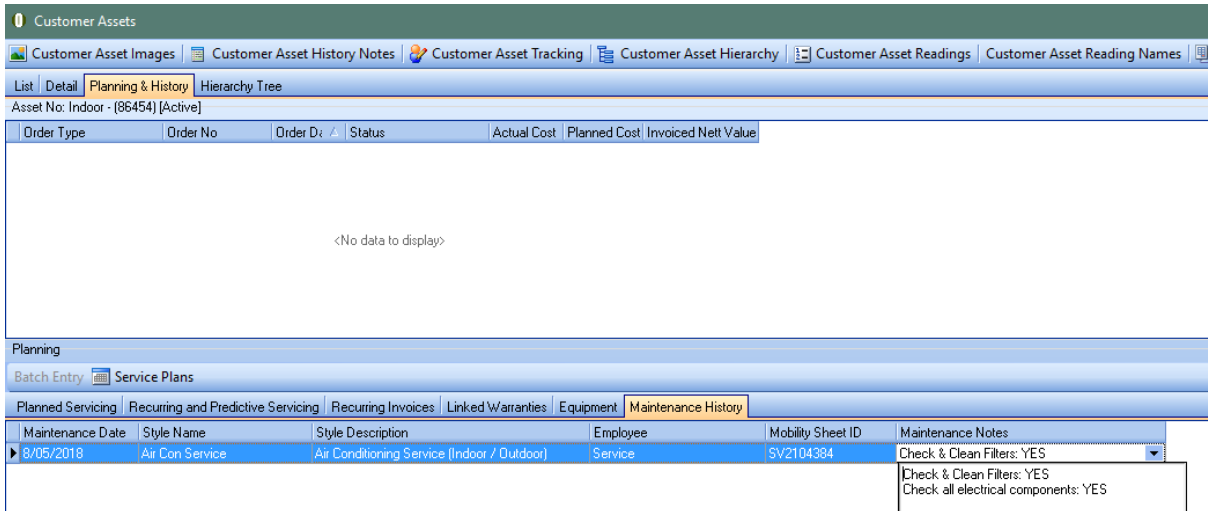 Customer Assets
Customer Asset Images Customer Asset History Notes Customer Asset Tracking Customer Asset Hierarchy Customer Asset Readings Customer Asset Reading Names
List Detail Planning & History Hierarchy Tree
Asset No: Indoor - (86454) [Active]
Order Type Order No Order Da Status Actual Cost Planned Cost Invoiced Nett Value
<No data to display>
Planning
Batch Entry Service Plans
Planned Servicing Recurring and Predictive Servicing Recurring Invoices Linked Warranties Equipment Maintenance History
Maintenance Date Style Name Style Description Employee Mobility Sheet ID Maintenance Notes
8/05/2018 Air Con Service Air Conditioning Service (Indoor / Outdoor) Service SV2104384 Check & Clean Filters: YES
Check & Clean Filters: YES
Check all electrical components: YES